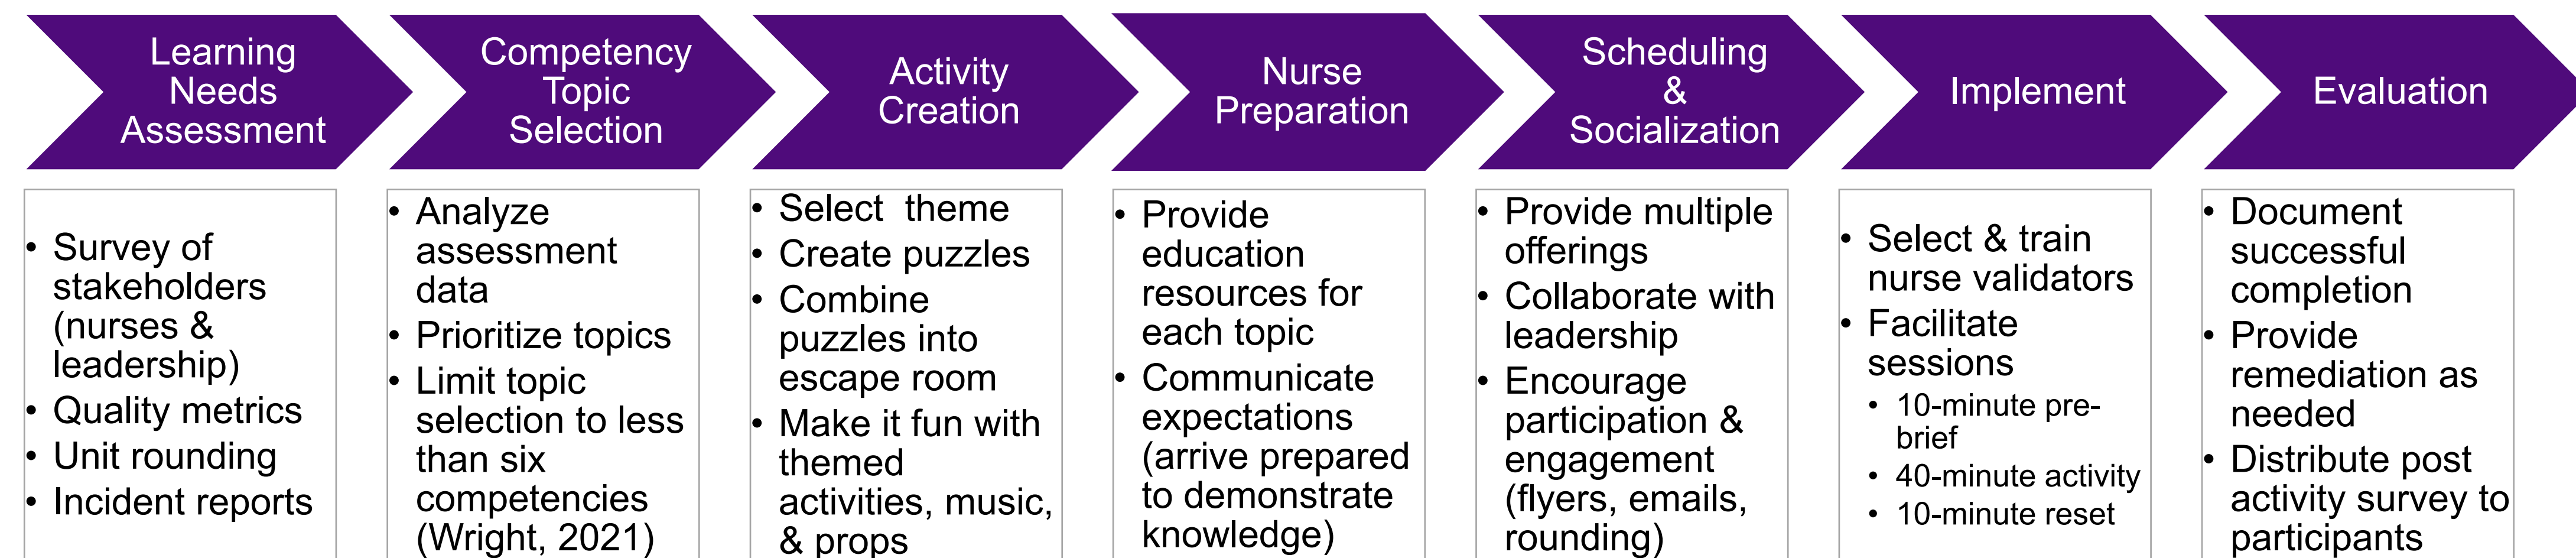 Learning
Needs
Assessment
Competency
Topic
Selection
Activity
Creation
Nurse
Preparation
Scheduling
&
Socialization
Implement
Evaluation
• Survey of
stakeholders
(nurses &
leadership)
• Quality metrics
• Unit rounding
• Incident reports
• Analyze
assessment
data
• Prioritize topics
• Limit topic
selection to less
than six
competencies
(Wright, 2021)
• Select theme
• Create puzzles
• Combine
puzzles into
escape room
• Make it fun with
themed
activities, music,
& props
• Provide
education
resources for
each topic
• Communicate
expectations
(arrive prepared
to demonstrate
knowledge)
• Provide multiple
offerings
• Collaborate with
leadership
• Encourage
participation &
engagement
(flyers, emails,
rounding)
• Select & train
nurse validators
• Facilitate
sessions
• 10-minute pre-
brief
• 40-minute activity
• 10-minute reset
• Document
successful
completion
• Provide
remediation as
needed
• Distribute post
activity survey to
participants